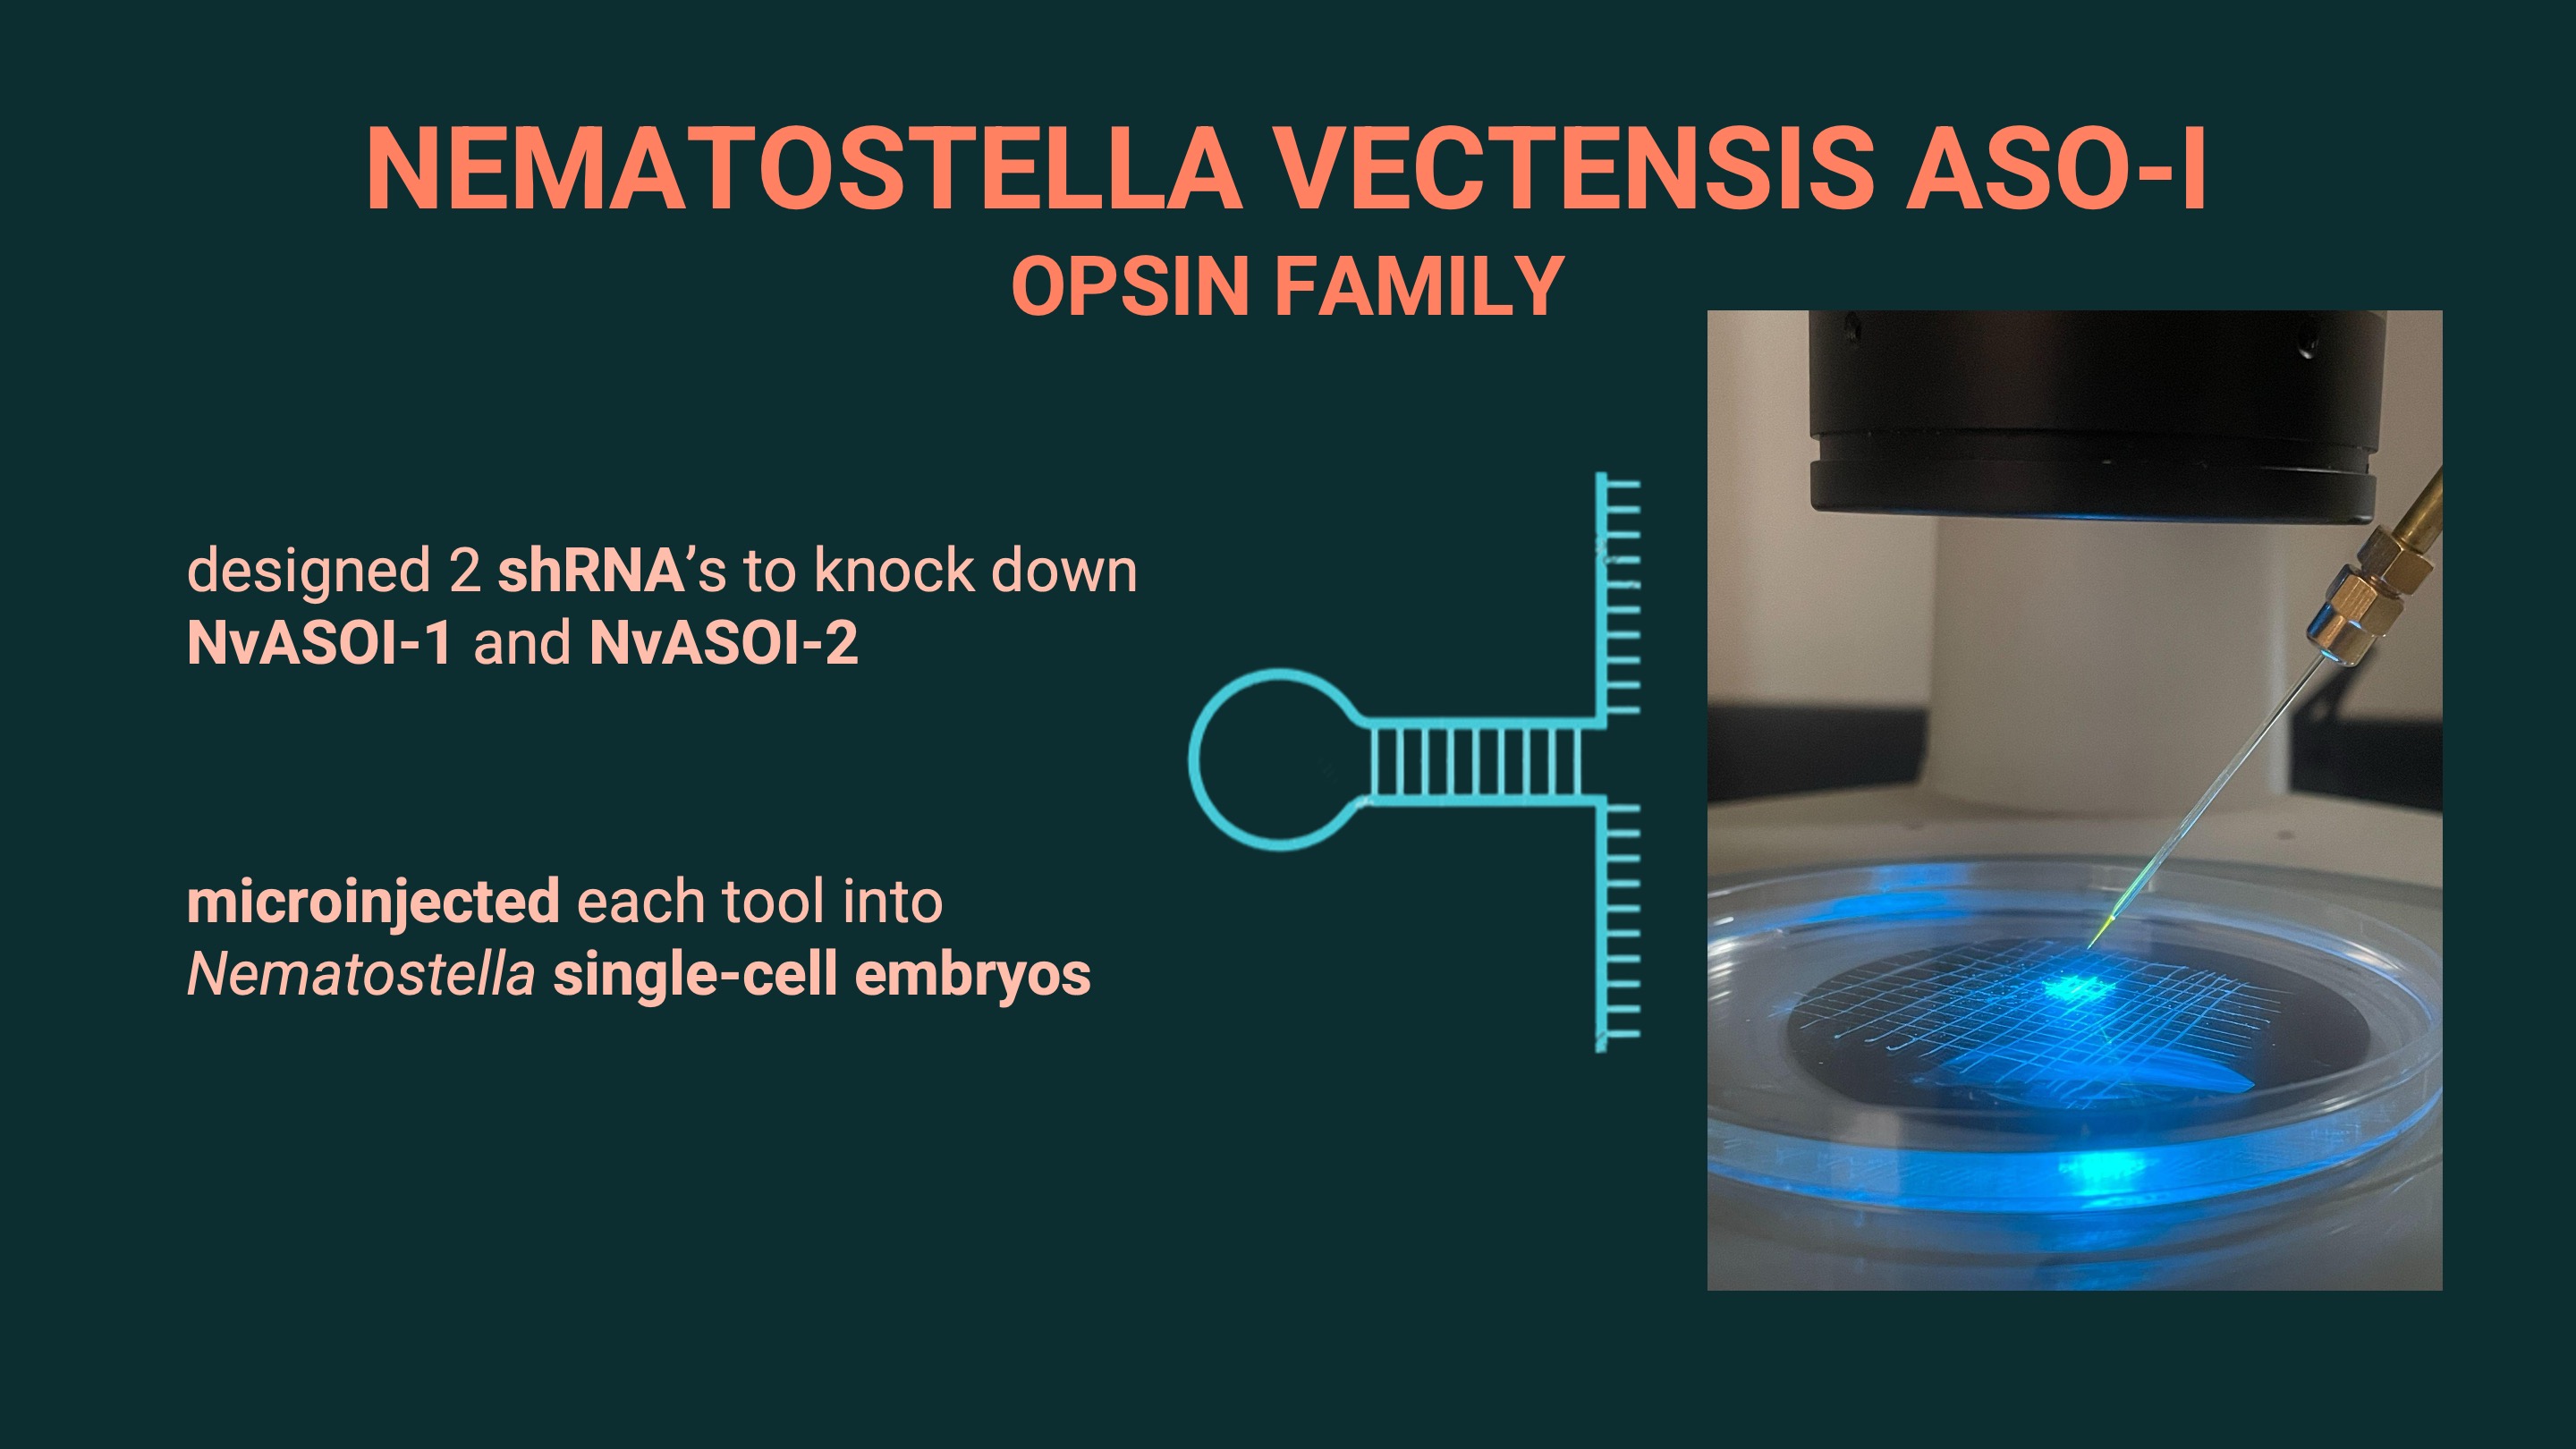 NEMATOSTELLA VECTENSIS ASO-I
OPSIN FAMILY
designed 2 shRNA’s to knock down
NvASOI-1 and NvASOI-2
microinjected each tool into
Nematostella single-cell embryos